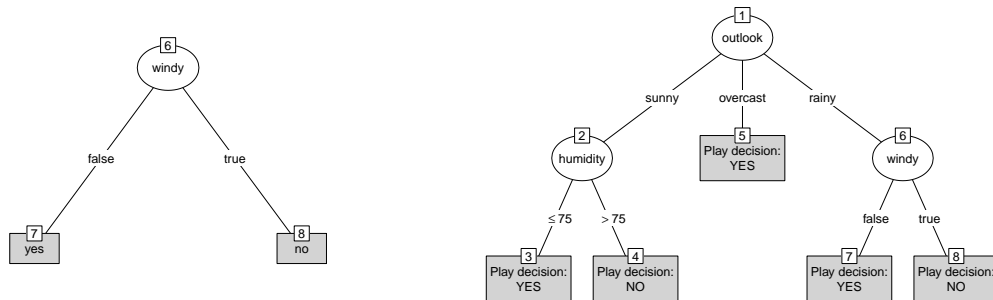 6
windy
false
true
7
yes
8
no
1
outlook
sunny
overcast
rainy
2
humidity
5
Play decision:
YES
6
windy
≤ 75
> 75
false
true
3
Play decision:
YES
4
Play decision:
NO
7
Play decision:
YES
8
Play decision:
NO